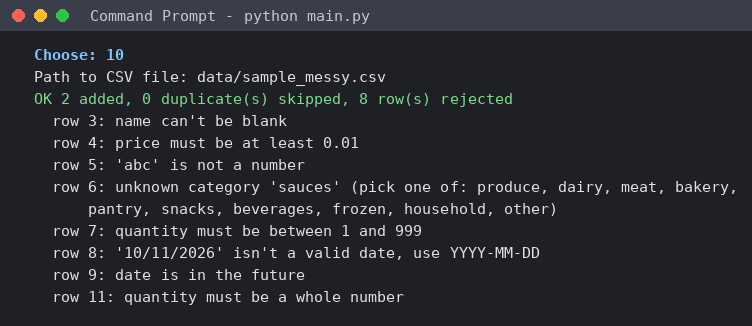 Command Prompt - python main.py
Choose: 10
Path to CSV file: data/sample_messy.csv
OK 2 added, 0 duplicate(s) skipped, 8 row(s) rejected
row 3: name can't be blank
row 4: price must be at least 0.01
row 5: 'abc' is not a number
row 6: unknown category 'sauces' (pick one of: produce, dairy, meat, bakery,
pantry, snacks, beverages, frozen, household, other)
row 7: quantity must be between 1 and 999
row 8: '10/11/2026' isn't a valid date, use YYYY-MM-DD
row 9: date is in the future
row 11: quantity must be a whole number